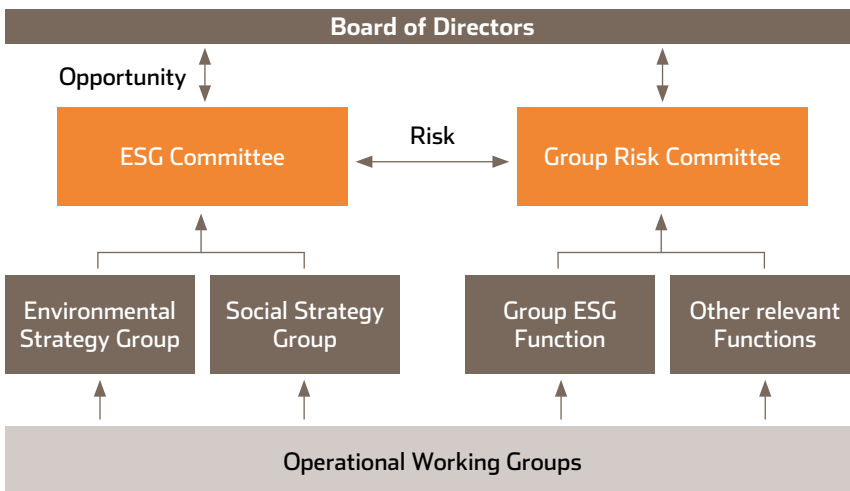 Board of Directors
Opportunity
ESG Committee
Risk
Group Risk Committee
Environmental
Strategy Group
Social Strategy
Group
Group ESG
Function
Other relevant
Functions
Operational Working Groups